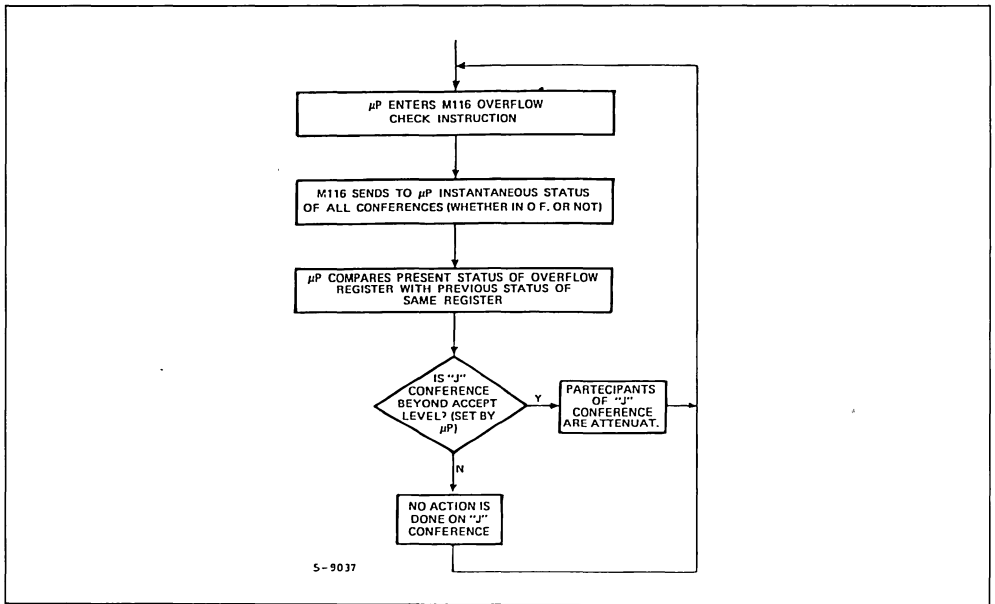 µP ENTERS M116 OVERFLOW
CHECK INSTRUCTION
M116 SENDS TO µP INSTANTANEOUS STATUS
OF ALL CONFERENCES (WHETHER IN O F. OR NOT)
µP COMPARES PRESENT STATUS OF OVERFLOW
REGISTER WITH PREVIOUS STATUS OF
SAME REGISTER
IS "J"
CONFERENCE
BEYOND ACCEPT
LEVEL? (SET BY
µP)
Y
PARTECIPANTS
OF "J"
CONFERENCE
ARE ATTENUAT.
N
NO ACTION IS
DONE ON "J"
CONFERENCE
S-9037